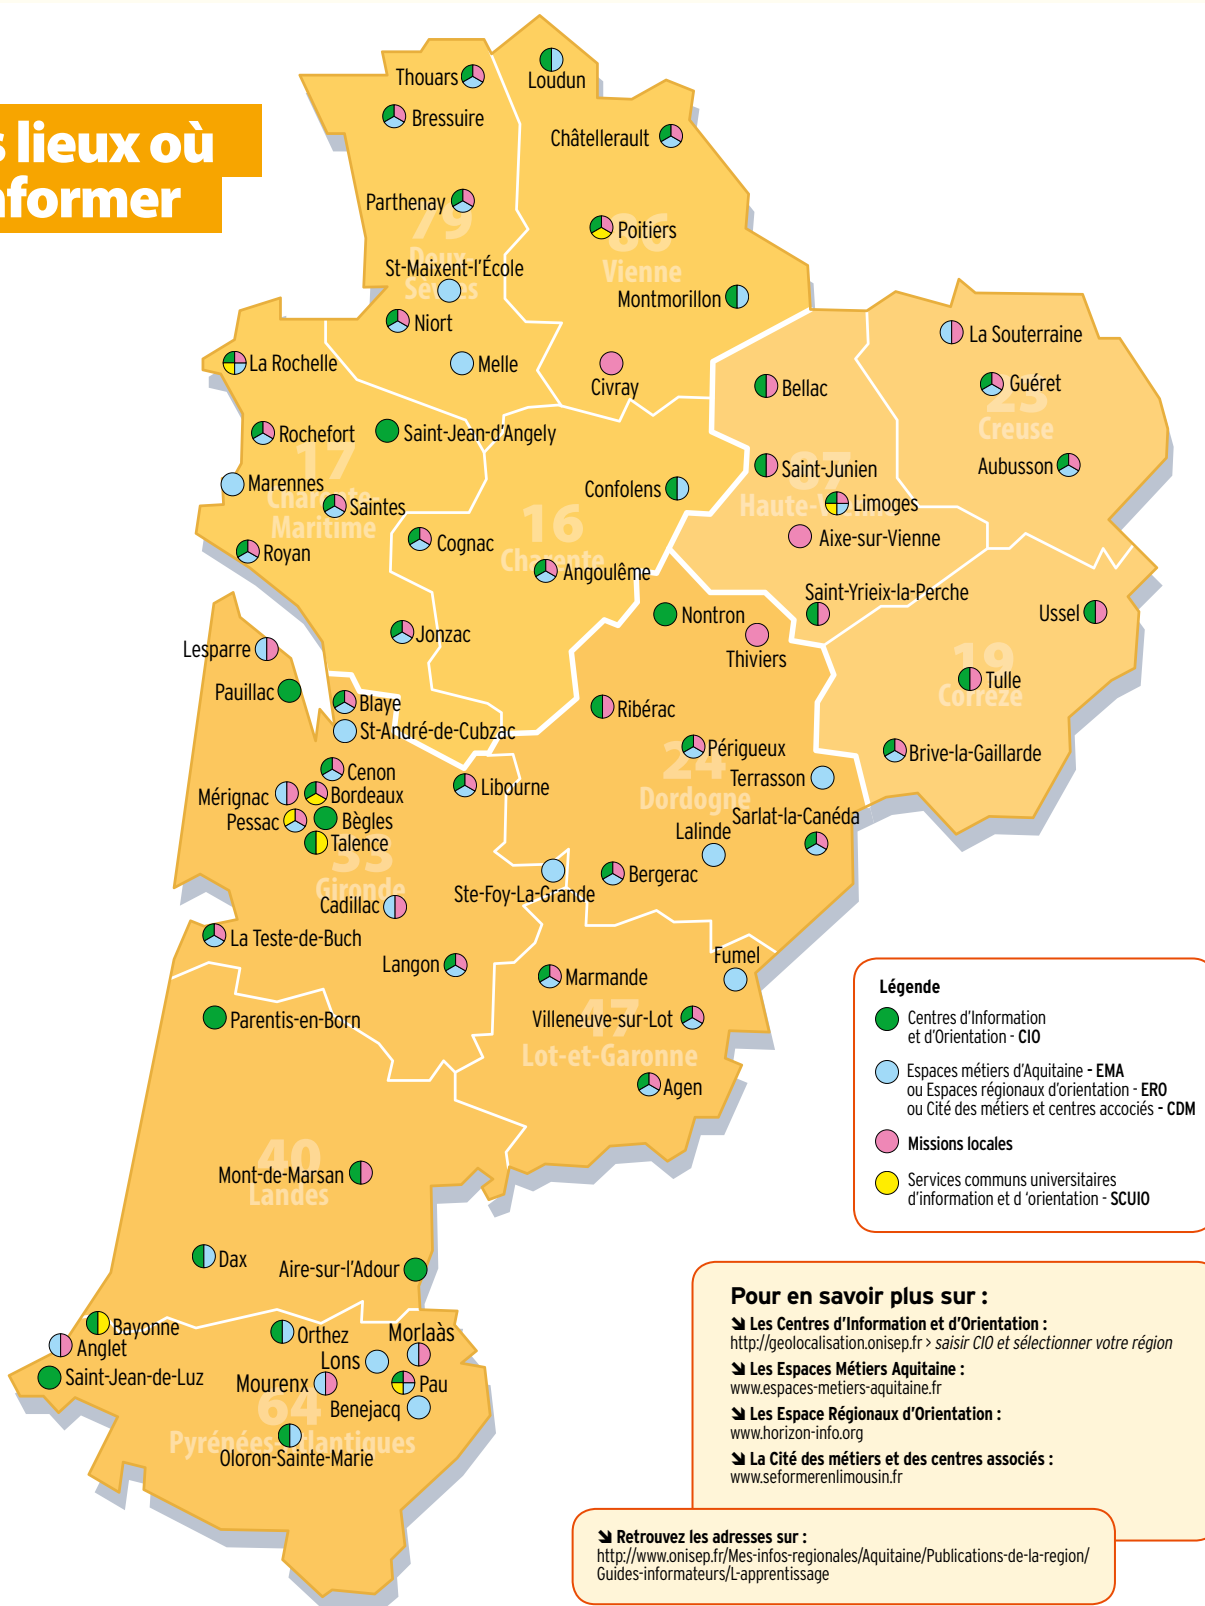 s lieux où
nformer
Thouars
Loudun
Bressuire
Châtellerault
Parthenay
79
Deux-
Sèvres
86
Vienne
Poitiers
St-Maixent-l'École
Montmorillon
Niort
La Souterraine
La Rochelle
Melle
Civray
Bellac
Guéret
23
Creuse
Rochefort
Saint-Jean-d'Angely
17
Charente-
Maritime
Saint-Junien
Aubusson
87
Haute-Vienne
Marennes
Confolens
Saintes
Limoges
16
Charente
Cognac
Aixe-sur-Vienne
Royan
Angoulême
Saint-Yrieix-la-Perche
Nontron
Ussel
Jonzac
Lesparre
Thiviers
19
Corrèze
Tulle
Pauillac
Blaye
Ribérac
St-André-de-Cubzac
Périgueux
Brive-la-Gaillarde
24
Dordogne
Cenon
Terrasson
Libourne
Mérignac
Bordeaux
Pessac
Bègles
Sarlat-la-Canéda
Talence
Lalinde
33
Gironde
Bergerac
Ste-Foy-La-Grande
Cadillac
La Teste-de-Buch
Langon
Fumel
Marmande
Parentis-en-Born
Villeneuve-sur-Lot
47
Lot-et-Garonne
Agen
40
Landes
Mont-de-Marsan
Dax
Aire-sur-l'Adour
Bayonne
Orthez
Morlaàs
Anglet
Lons
Saint-Jean-de-Luz
Mourenx
Pau
Benejacq
64
Pyrénées-Atlantiques
Oloron-Sainte-Marie
Légende
Centres d'Information
et d'Orientation - CIO
Espaces métiers d'Aquitaine - EMA
ou Espaces régionaux d'orientation - ERO
ou Cité des métiers et centres accociés - CDM
Missions locales
Services communs universitaires
d'information et d 'orientation - SCUIO
Pour en savoir plus sur :
➘ Les Centres d'Information et d'Orientation :
http://geolocalisation.onisep.fr > saisir CIO et sélectionner votre région
➘ Les Espaces Métiers Aquitaine :
www.espaces-metiers-aquitaine.fr
➘ Les Espace Régionaux d'Orientation :
www.horizon-info.org
➘ La Cité des métiers et des centres associés :
www.seformerenlimousin.fr
➘ Retrouvez les adresses sur :
http://www.onisep.fr/Mes-infos-regionales/Aquitaine/Publications-de-la-region/
Guides-informateurs/L-apprentissage